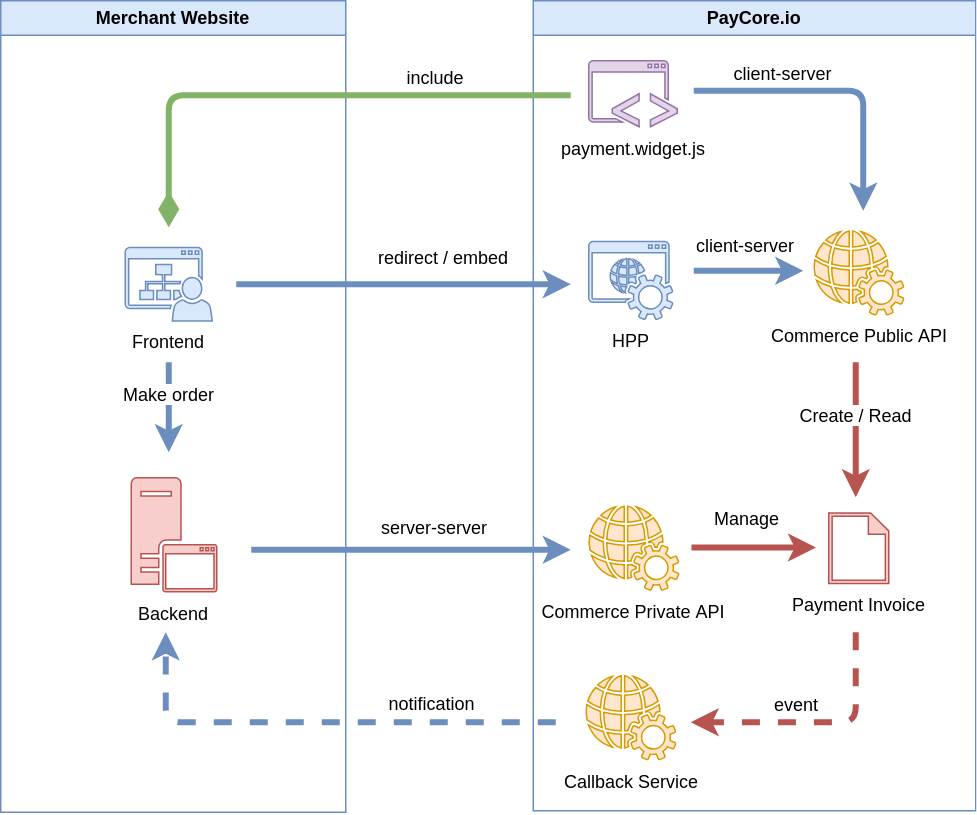 Merchant Website
PayCore.io
include
client-server
payment.widget.js
redirect / embed
client-server
Frontend
HPP
Commerce Public API
Make order
Create / Read
server-server
Manage
Backend
Commerce Private API
Payment Invoice
notification
event
Callback Service